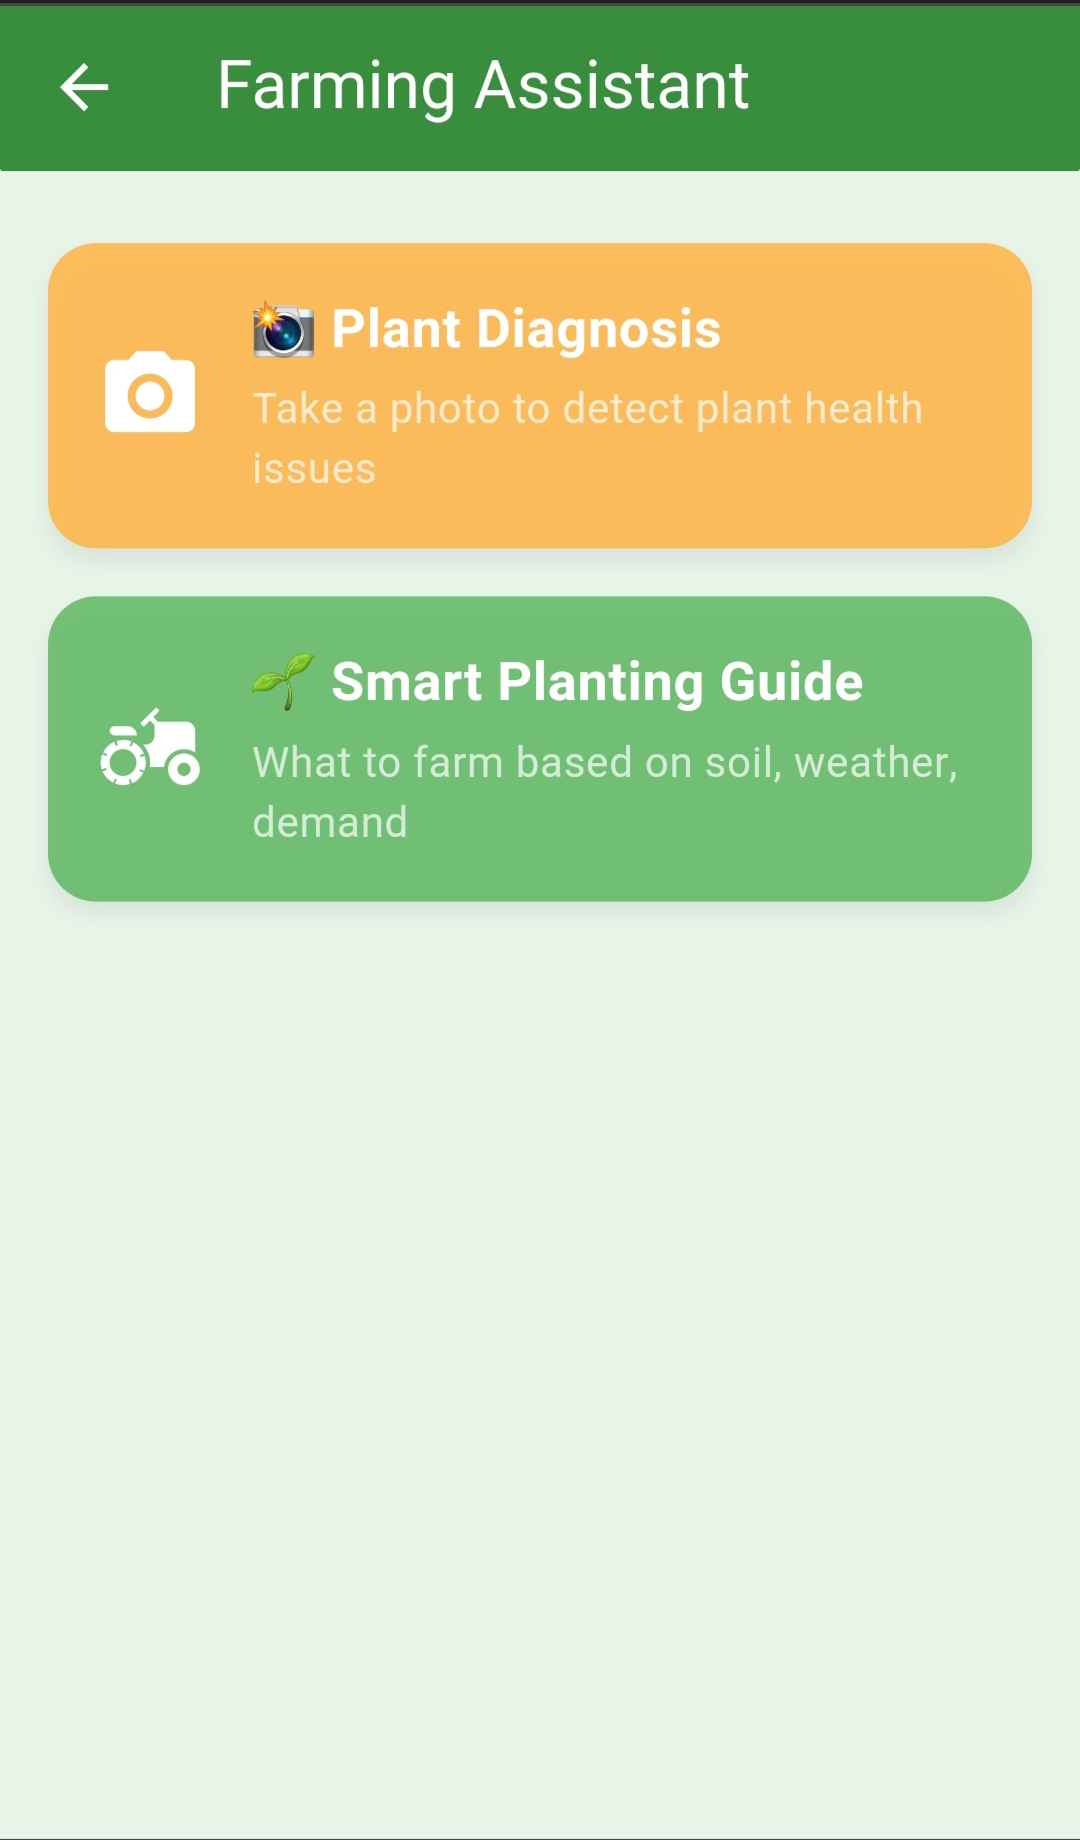 Farming Assistant
📸 Plant Diagnosis
Take a photo to detect plant health
issues
🌱 Smart Planting Guide
What to farm based on soil, weather,
demand